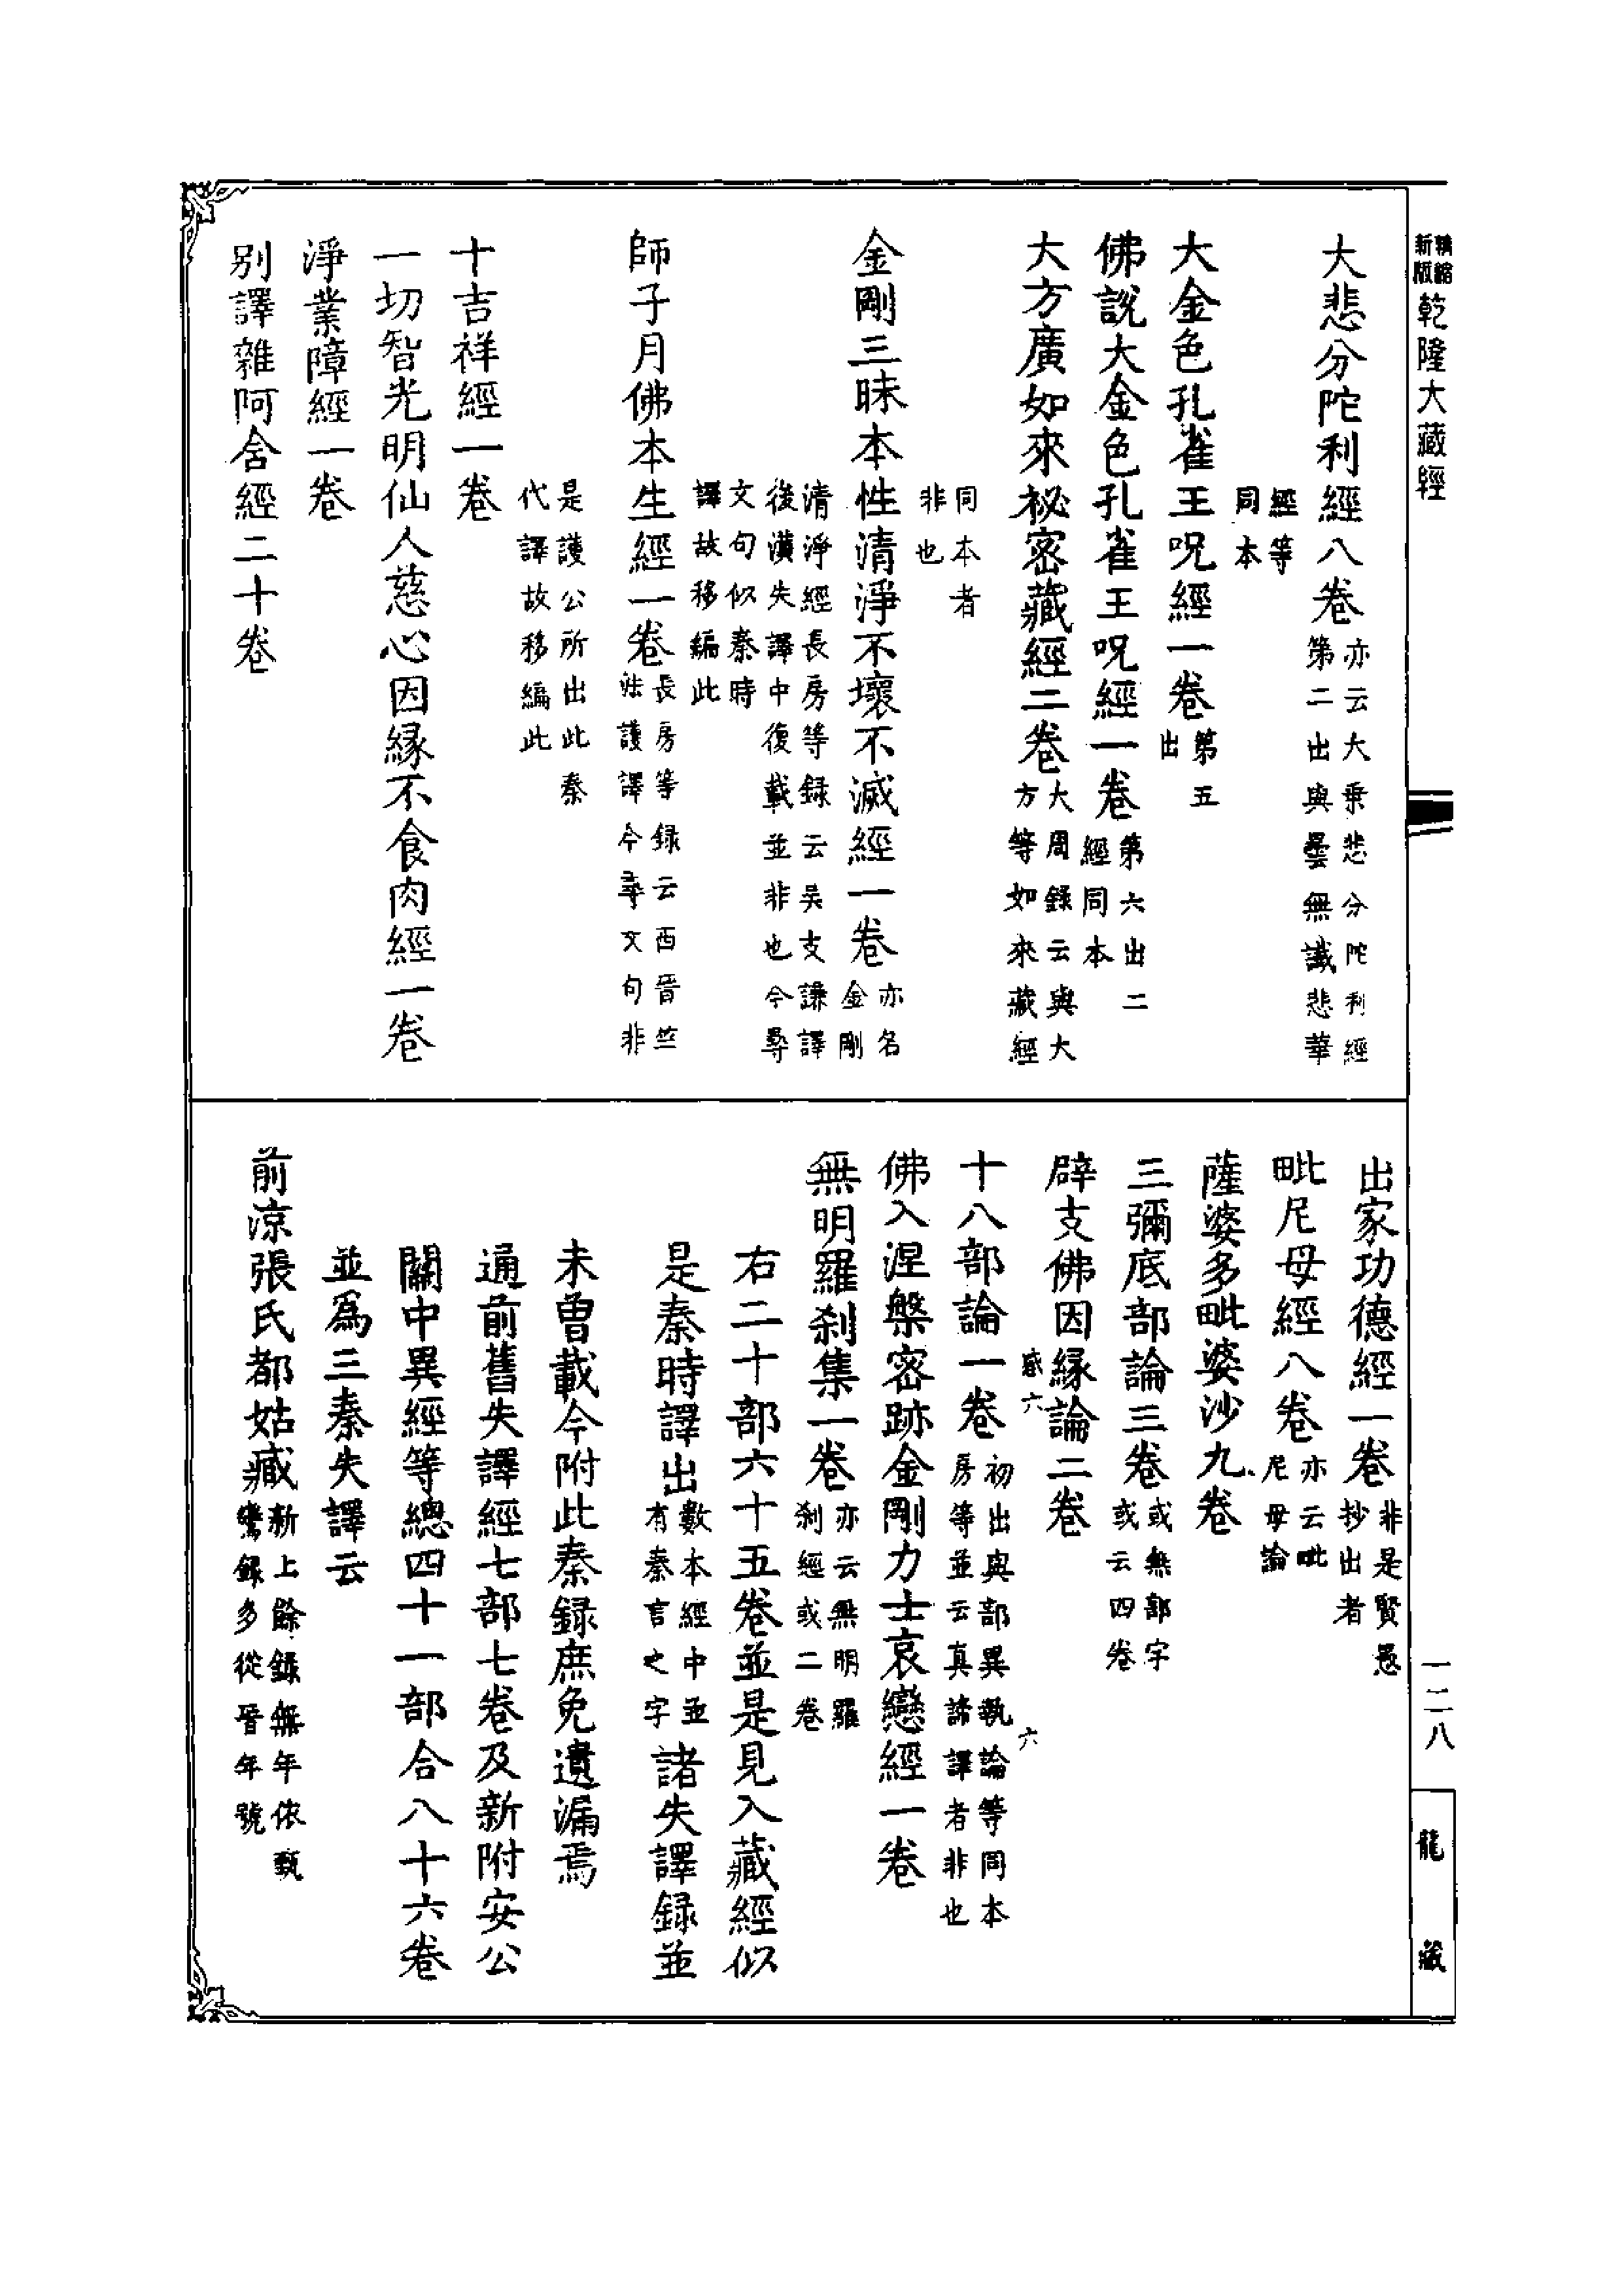 精縮新版乾隆大藏經
大悲分陀利經八卷亦云大乘悲分陀利經第二出與曇無讖悲華
經等同本
大金色孔雀王呪經一卷第五出
佛說大金色孔雀王呪經一卷第六出二經同本
大方廣如來祕密藏經二卷大周錄云與大方等如來藏經
同本者非也
金剛三昧本性清淨不壞不滅經一卷亦名金剛
清淨經長房等録云吴支謙譯後漢失譯中復載並非也今尋
文句似秦時譯故移編此
師子月佛本生經一卷長房等録云西晉竺法護譯今尋文句非
是護公所出此秦代譯故移編此
十吉祥經一卷
一切智光明仙人慈心因緣不食肉經一卷
淨業障經一卷
别譯雜阿含經二十卷
出家功德經一卷非是賢愚抄出者
毗尼母經八卷亦云毗尼母論
薩婆多毗婆沙九卷
三彌底部論三卷或無部字或云四卷
辟支佛因緣論二卷
惑六
六
十八部論一卷初出與部異執論等同本房等並云真諦譯者非也
佛入涅槃密跡金剛力士哀戀經一卷
無明羅刹集一卷亦云無明羅刹經或二卷
右二十部六十五卷並是見入藏經似
是秦時譯出數本經中並有秦言之字諸失譯録並
未曾載今附此秦録庶免遺漏焉
通前舊失譯經七部七卷及新附安公
關中異經等總四十一部合八十六卷
並為三秦失譯云
前涼張氏都姑臧新上餘錄無年依甄鸞錄多從晉年號
一二八
龍藏